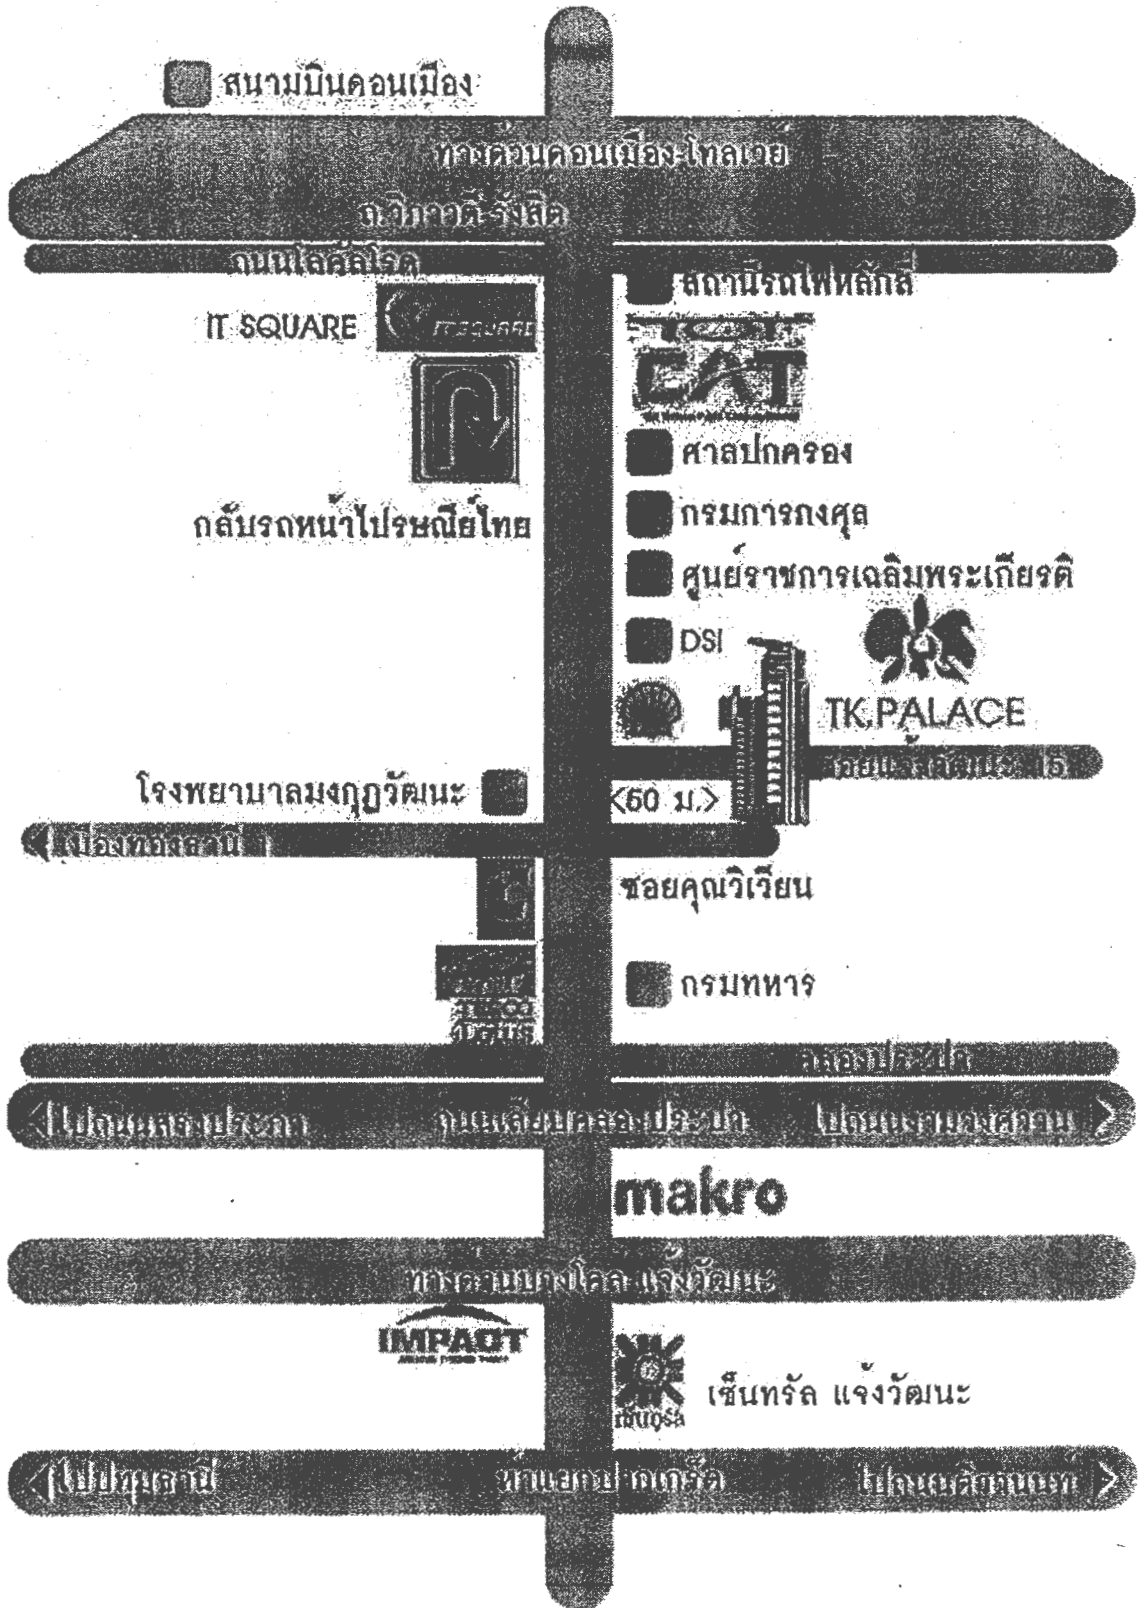 สนามบินดอนเมือง
ทางด่วนดอนเมือง-โทลเวย์
ถ.วิภาวดี รังสิต
ถนนโลคัลโรด
สถานีรถไฟหลักสี่
IT SQUARE
IT SQUARE
CAT
ศาลปกครอง
กรมการกงศุล
กลับรถหน้าไปรษณีย์ไทย
ศูนย์ราชการเฉลิมพระเกียรติ
DSI
TK.PALACE
ซอยแจ้งวัฒนะ 15
โรงพยาบาลมงกุฎวัฒนะ
<60 ม.>
เมืองทองธานี
ซอยคุณวิเวียน
กรมทหาร
TESCO
คลองประปา
ไปถนนสรงประภา
ถนนเลียบคลองประปา
ไปถนนงามวงศ์วาน
makro
ทางด่วนบางโคล่-แจ้งวัฒนะ
IMPACT
เซ็นทรัล
เซ็นทรัล แจ้งวัฒนะ
ไปปทุมธานี
ห้าแยกปากเกร็ด
ไปถนนติวานนท์